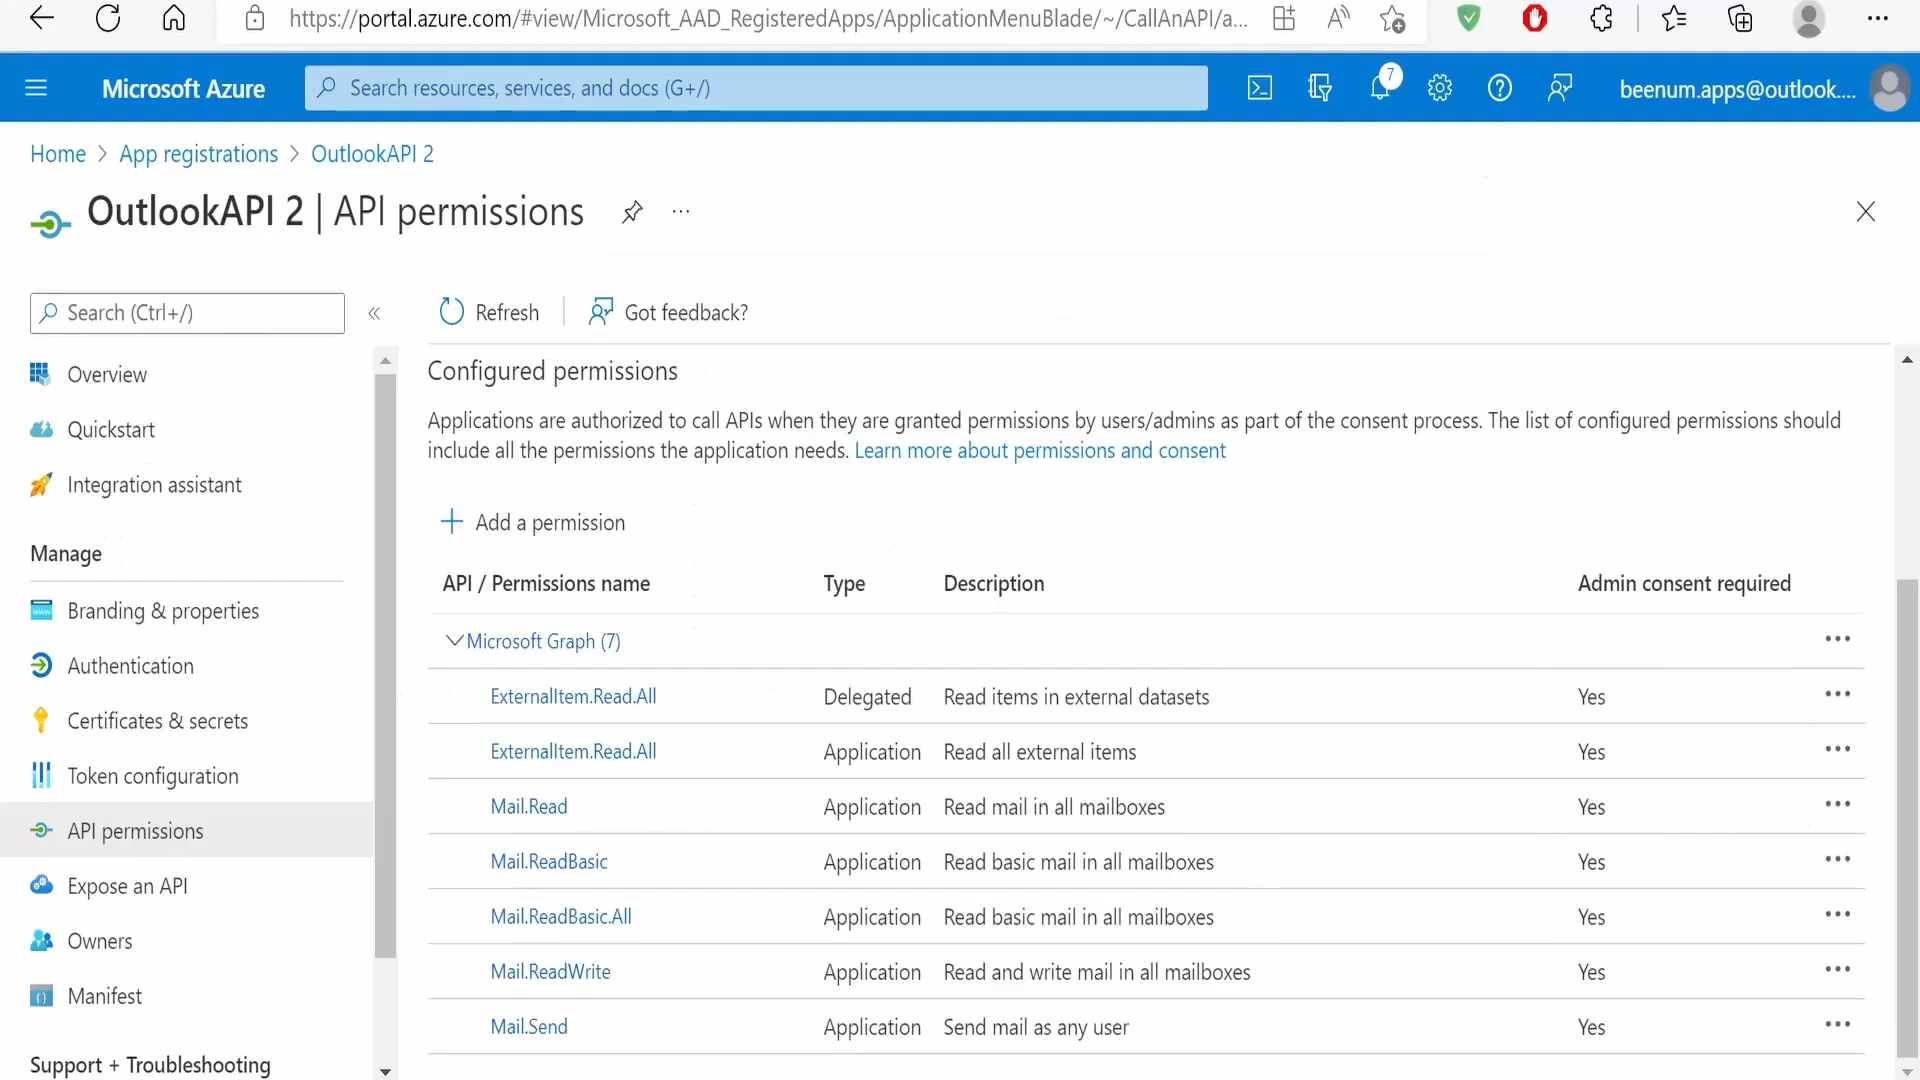 https://portal.azure.com/#view/Microsoft_AAD_RegisteredApps/ApplicationMenuBlade/~/CallAnAPI/a...
Microsoft Azure
Search resources, services, and docs (G+/)
7
beenum.apps@outlook....
Home > App registrations > OutlookAPI 2
OutlookAPI 2 | API permissions
Search (Ctrl+/)
Refresh
Got feedback?
Overview
Quickstart
Integration assistant
Manage
Branding & properties
Authentication
Certificates & secrets
Token configuration
API permissions
Expose an API
Owners
Manifest
Support + Troubleshooting
Configured permissions
Applications are authorized to call APIs when they are granted permissions by users/admins as part of the consent process. The list of configured permissions should
include all the permissions the application needs. Learn more about permissions and consent
Add a permission
API / Permissions name Type Description Admin consent required
Microsoft Graph (7)
ExternalItem.Read.All Delegated Read items in external datasets Yes
ExternalItem.Read.All Application Read all external items Yes
Mail.Read Application Read mail in all mailboxes Yes
Mail.ReadBasic Application Read basic mail in all mailboxes Yes
Mail.ReadBasic.All Application Read basic mail in all mailboxes Yes
Mail.ReadWrite Application Read and write mail in all mailboxes Yes
Mail.Send Application Send mail as any user Yes